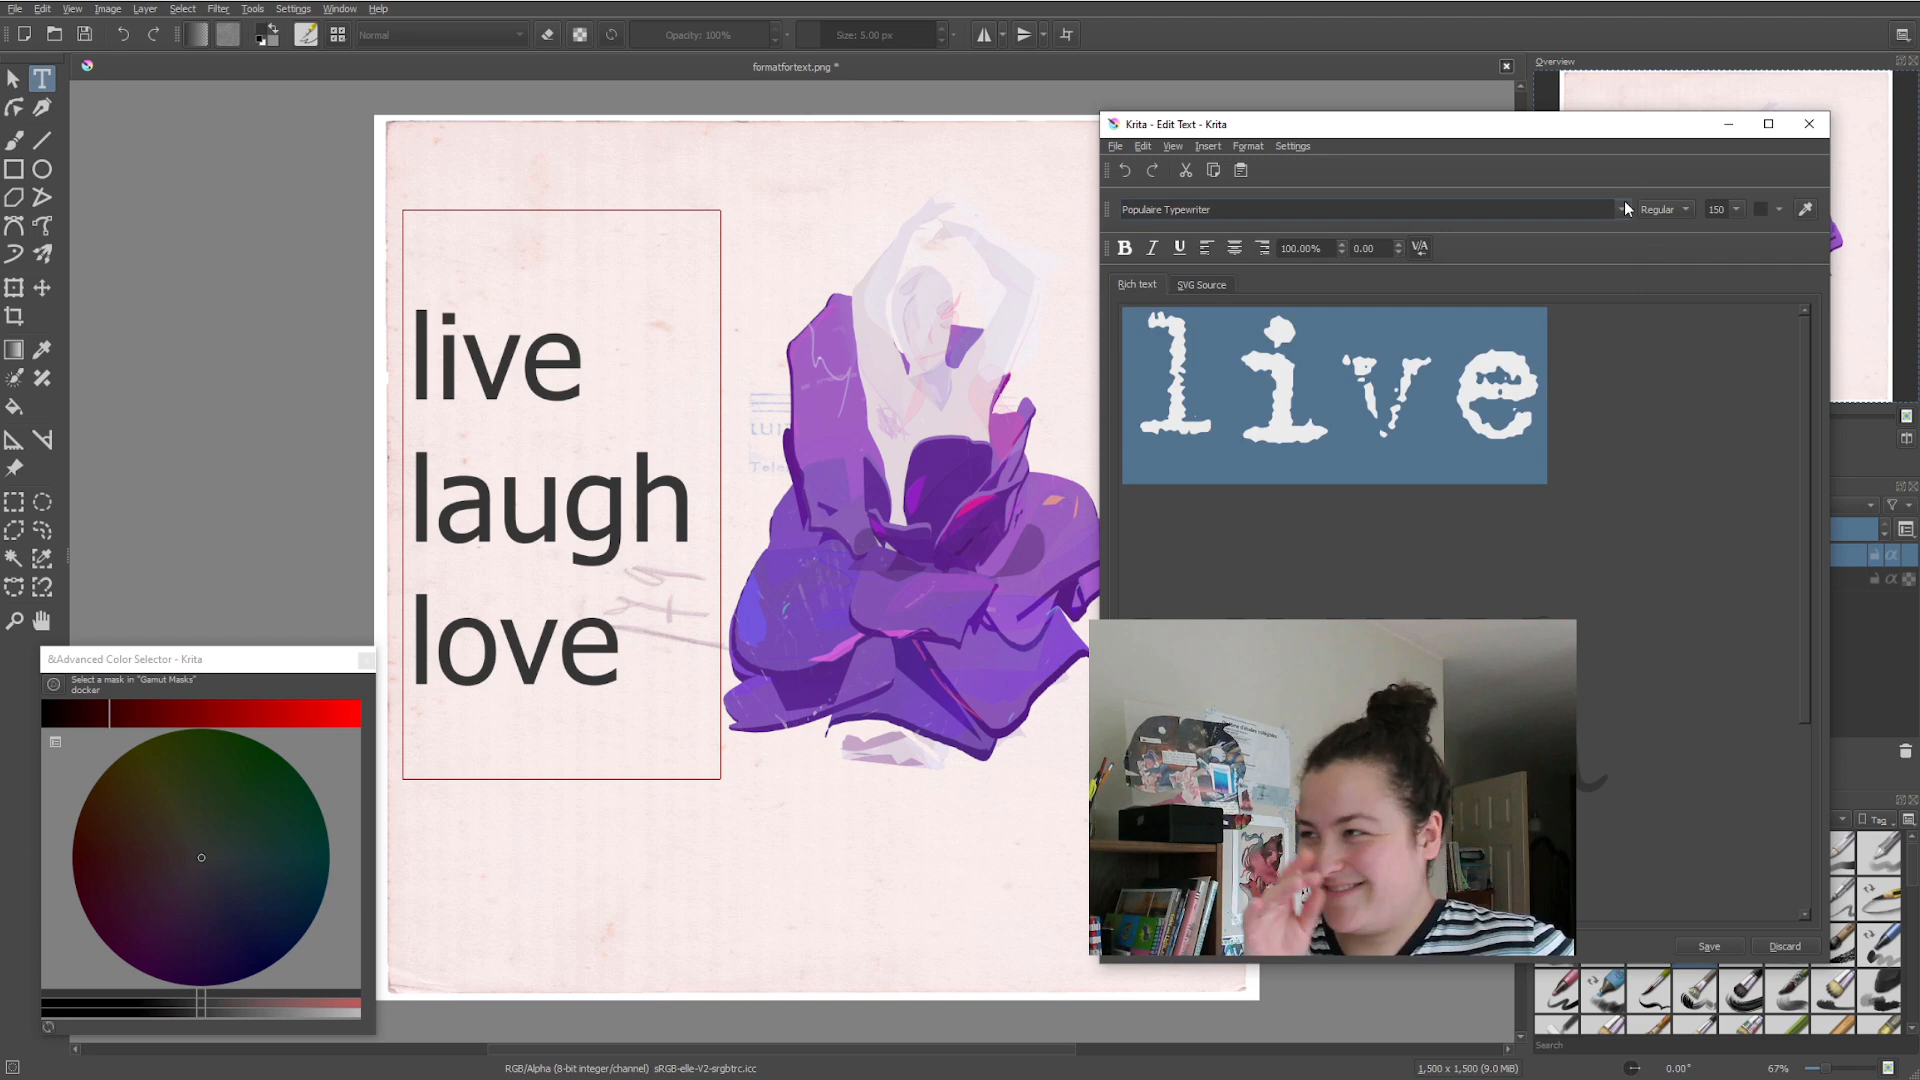 File Edit View Image Layer Select Filter Tools Settings Window Help
Normal
Opacity: 100%
Size: 5.00 px
formatfortext.png *
Overview
Krita - Edit Text - Krita
File Edit View Insert Format Settings
Populaire Typewriter
Regular
150
100.00%
0.00
Rich text
SVG Source
live
live
laugh
love
&Advanced Color Selector - Krita
Select a mask in "Gamut Masks"
docker
Tag
Save
Discard
Search
RGB/Alpha (8-bit integer/channel) sRGB-elle-V2-srgbtrc.icc
1,500 x 1,500 (9.0 MiB)
0.00°
67%